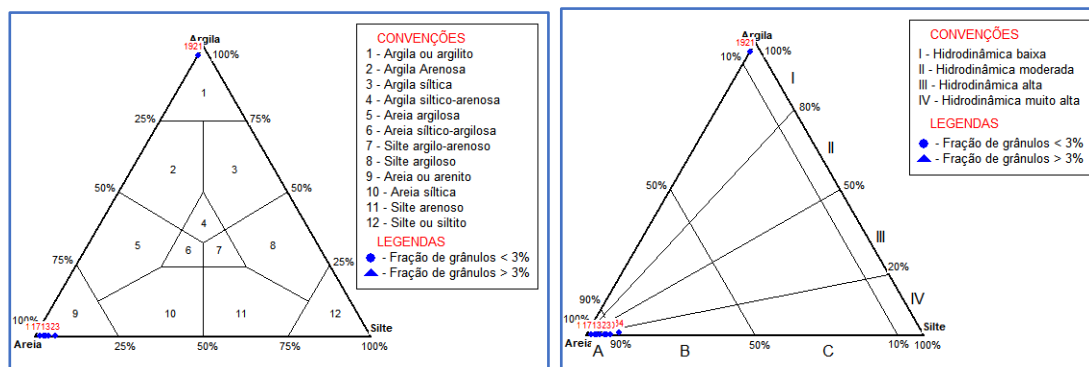 1921
Argila
100%
1
25%
75%
2
3
50%
50%
4
5
6
7
8
75%
25%
100%
9
10
11
12
Silte
Areia
25%
50%
75%
100%
CONVENÇÕES
1 - Argila ou argilito
2 - Argila Arenosa
3 - Argila síltica
4 - Argila siltico-arenosa
5 - Areia argilosa
6 - Areia síltico-argilosa
7 - Silte argilo-arenoso
8 - Silte argiloso
9 - Areia ou arenito
10 - Areia síltica
11 - Silte arenoso
12 - Silte ou siltito
LEGENDAS
- Fração de grânulos < 3%
- Fração de grânulos > 3%
Argila
1921
100%
10%
I
80%
II
50%
50%
III
20%
90%
IV
100%
Silte
Areia
A
90%
B
50%
C
10%
100%
CONVENÇÕES
I - Hidrodinâmica baixa
II - Hidrodinâmica moderada
III - Hidrodinâmica alta
IV - Hidrodinâmica muito alta
LEGENDAS
- Fração de grânulos < 3%
- Fração de grânulos > 3%